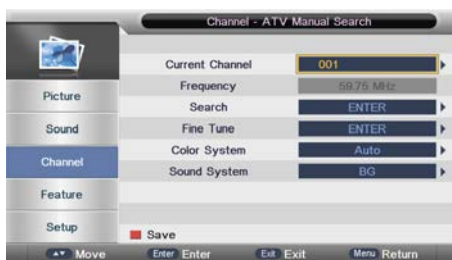 Channel - ATV Manual Search
Current Channel 001
Frequency 59.75 MHz
Search ENTER
Fine Tune ENTER
Color System Auto
Sound System BG
Picture
Sound
Channel
Feature
Setup
Save
Move Enter Enter Exit Exit Menu Return